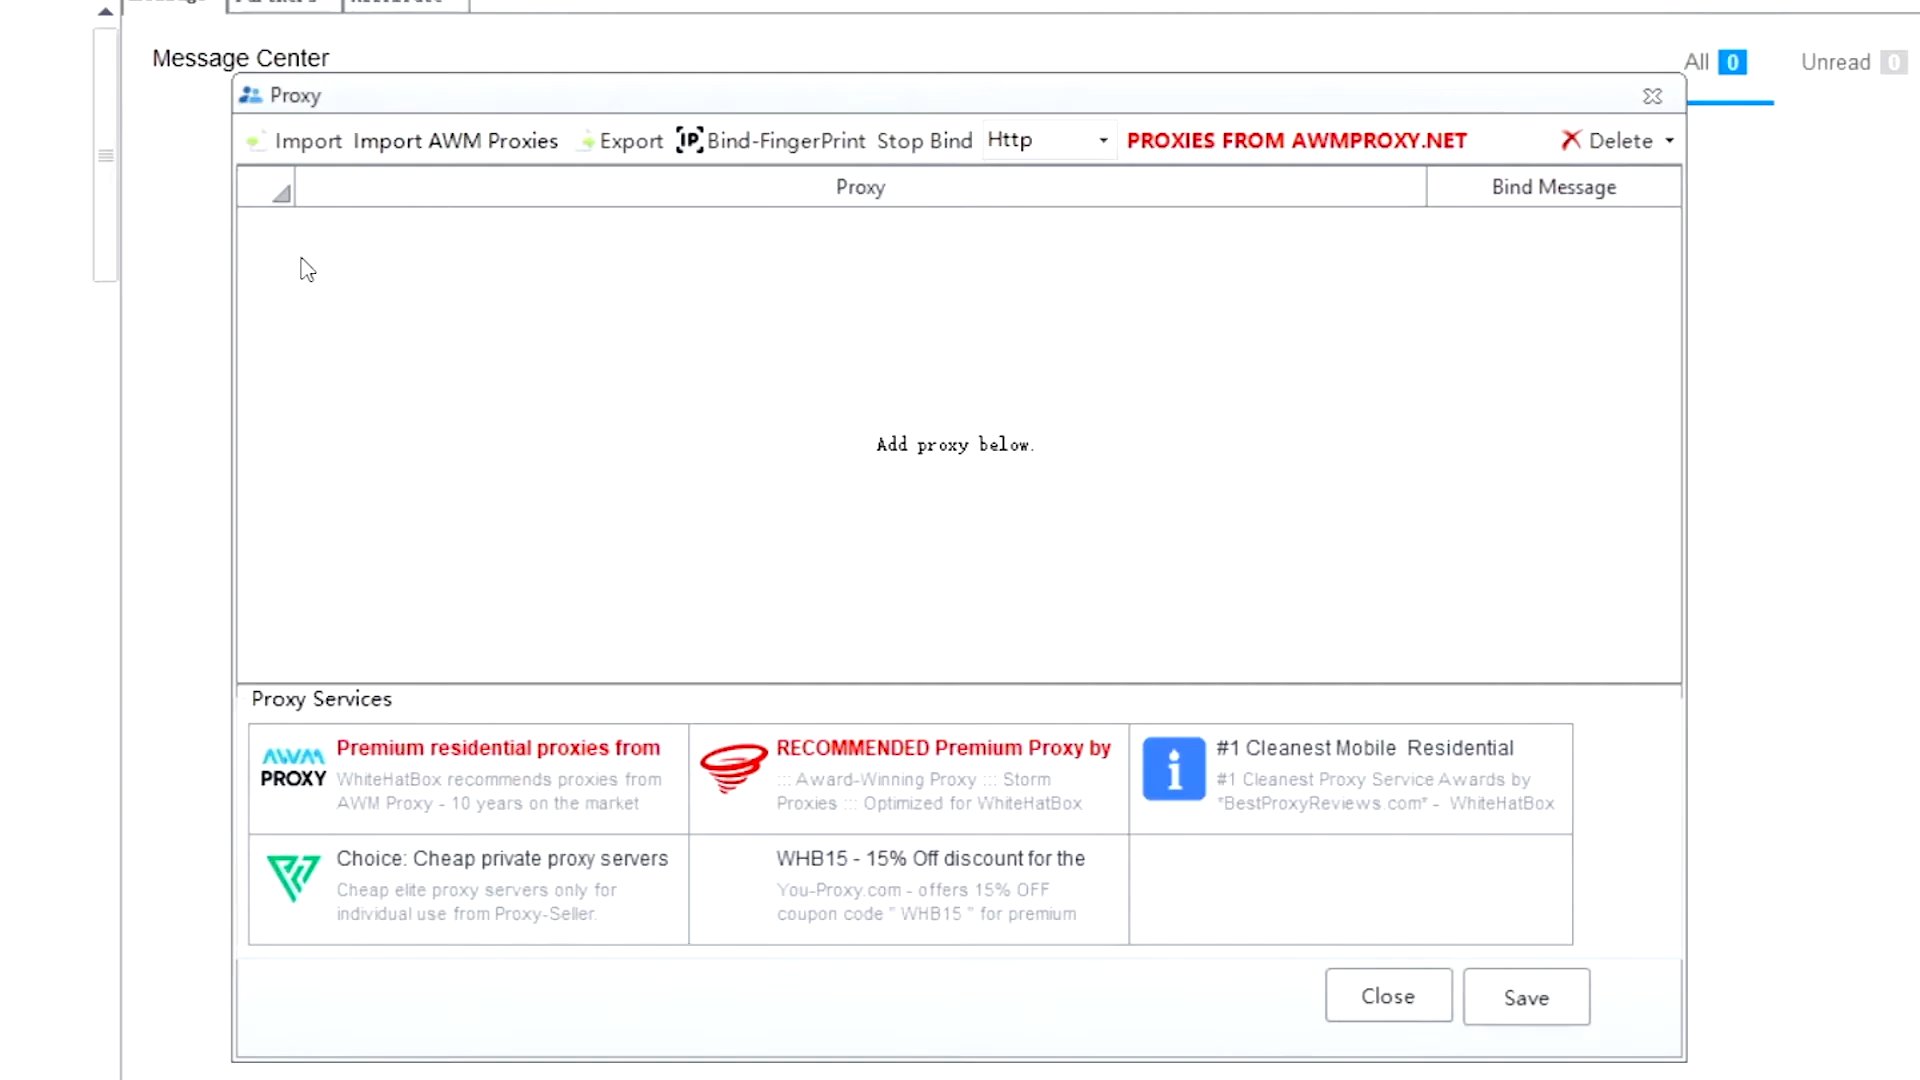 Message Center
All 0
Unread 0
Proxy
Import Import AWM Proxies Export IP Bind-FingerPrint Stop Bind Http PROXIES FROM AWMPROXY.NET Delete
Proxy
Bind Message
Add proxy below.
Proxy Services
AWM
PROXY
Premium residential proxies from
WhiteHatBox recommends proxies from
AWM Proxy - 10 years on the market
RECOMMENDED Premium Proxy by
::: Award-Winning Proxy ::: Storm
Proxies ::: Optimized for WhiteHatBox
#1 Cleanest Mobile Residential
#1 Cleanest Proxy Service Awards by
"BestProxyReviews.com" - WhiteHatBox
Choice: Cheap private proxy servers
Cheap elite proxy servers only for
individual use from Proxy-Seller.
WHB15 - 15% Off discount for the
You-Proxy.com - offers 15% OFF
coupon code " WHB15 " for premium
Close
Save